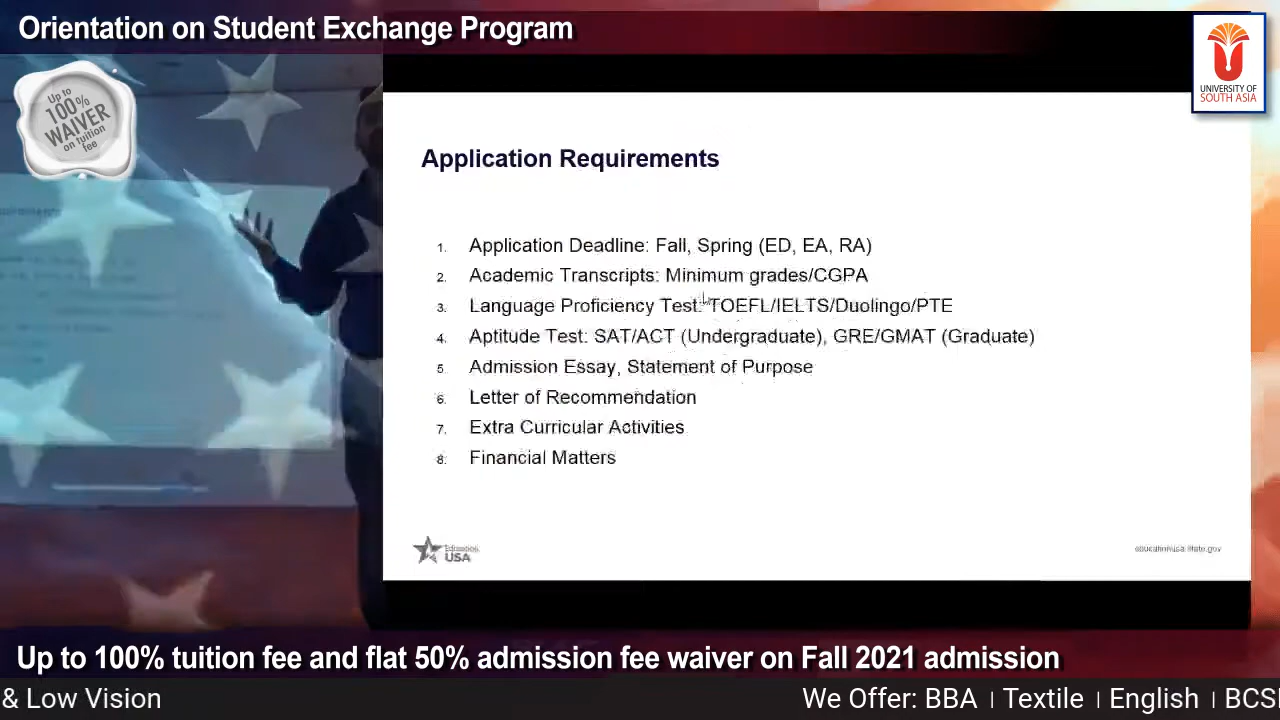 Orientation on Student Exchange Program
UNIVERSITY OF
SOUTH ASIA
Up to
100%
WAIVER
on tuition
fee
Application Requirements
1. Application Deadline: Fall, Spring (ED, EA, RA)
2. Academic Transcripts: Minimum grades/CGPA
3. Language Proficiency Test: TOEFL/IELTS/Duolingo/PTE
4. Aptitude Test: SAT/ACT (Undergraduate), GRE/GMAT (Graduate)
5. Admission Essay, Statement of Purpose
6. Letter of Recommendation
7. Extra Curricular Activities
8. Financial Matters
Education
USA
educationusa.state.gov
Up to 100% tuition fee and flat 50% admission fee waiver on Fall 2021 admission
& Low Vision
We Offer: BBA | Textile | English | BCS